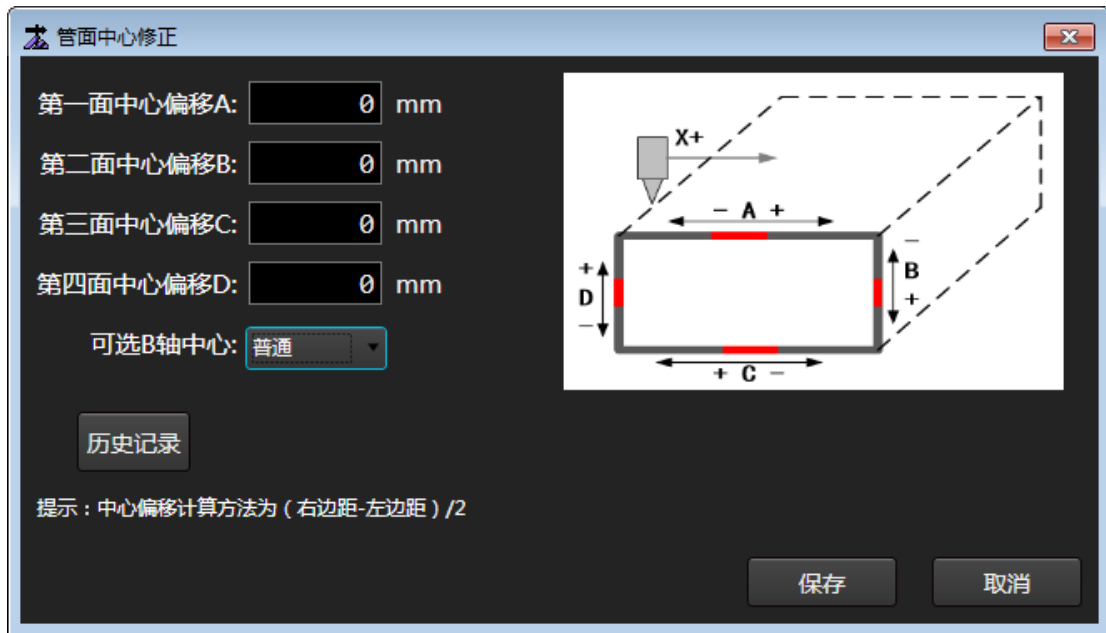 管面中心修正
第一面中心偏移A: 0 mm
第二面中心偏移B: 0 mm
第三面中心偏移C: 0 mm
第四面中心偏移D: 0 mm
可选B轴中心: 普通
历史记录
提示：中心偏移计算方法为（右边距-左边距）/2
保存 取消
X+
− A +
−
B
+
+
D
−
+ C −